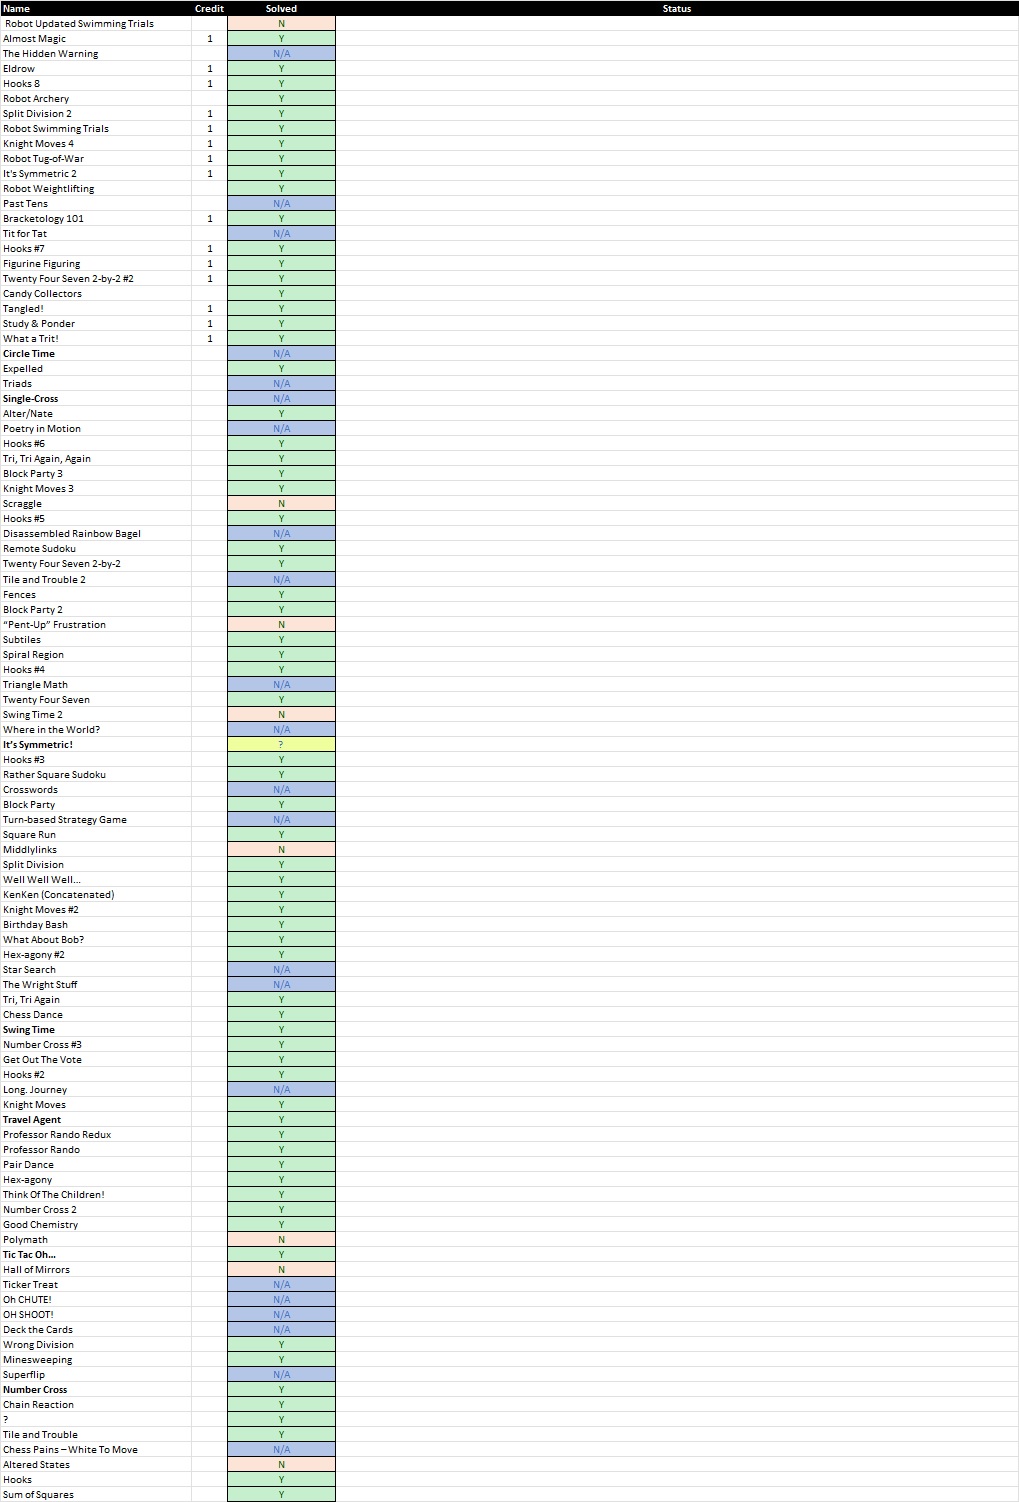 Name Credit Solved Status
Robot Updated Swimming Trials N
Almost Magic 1 Y
The Hidden Warning N/A
Eldrow 1 Y
Hooks 8 1 Y
Robot Archery Y
Split Division 2 1 Y
Robot Swimming Trials 1 Y
Knight Moves 4 1 Y
Robot Tug-of-War 1 Y
It's Symmetric 2 1 Y
Robot Weightlifting Y
Past Tens N/A
Bracketology 101 1 Y
Tit for Tat N/A
Hooks #7 1 Y
Figurine Figuring 1 Y
Twenty Four Seven 2-by-2 #2 1 Y
Candy Collectors Y
Tangled! 1 Y
Study & Ponder 1 Y
What a Trit! 1 Y
Circle Time N/A
Expelled Y
Triads N/A
Single-Cross N/A
Alter/Nate Y
Poetry in Motion N/A
Hooks #6 Y
Tri, Tri Again, Again Y
Block Party 3 Y
Knight Moves 3 Y
Scraggle N
Hooks #5 Y
Disassembled Rainbow Bagel N/A
Remote Sudoku Y
Twenty Four Seven 2-by-2 Y
Tile and Trouble 2 N/A
Fences Y
Block Party 2 Y
“Pent-Up” Frustration N
Subtiles Y
Spiral Region Y
Hooks #4 Y
Triangle Math N/A
Twenty Four Seven Y
Swing Time 2 N
Where in the World? N/A
It’s Symmetric! ?
Hooks #3 Y
Rather Square Sudoku Y
Crosswords N/A
Block Party Y
Turn-based Strategy Game N/A
Square Run Y
Middlylinks N
Split Division Y
Well Well Well... Y
KenKen (Concatenated) Y
Knight Moves #2 Y
Birthday Bash Y
What About Bob? Y
Hex-agony #2 Y
Star Search N/A
The Wright Stuff N/A
Tri, Tri Again Y
Chess Dance Y
Swing Time Y
Number Cross #3 Y
Get Out The Vote Y
Hooks #2 Y
Long. Journey N/A
Knight Moves Y
Travel Agent Y
Professor Rando Redux Y
Professor Rando Y
Pair Dance Y
Hex-agony Y
Think Of The Children! Y
Number Cross 2 Y
Good Chemistry Y
Polymath N
Tic Tac Oh... Y
Hall of Mirrors N
Ticker Treat N/A
Oh CHUTE! N/A
OH SHOOT! N/A
Deck the Cards N/A
Wrong Division Y
Minesweeping Y
Superflip N/A
Number Cross Y
Chain Reaction Y
? Y
Tile and Trouble Y
Chess Pains – White To Move N/A
Altered States N
Hooks Y
Sum of Squares Y